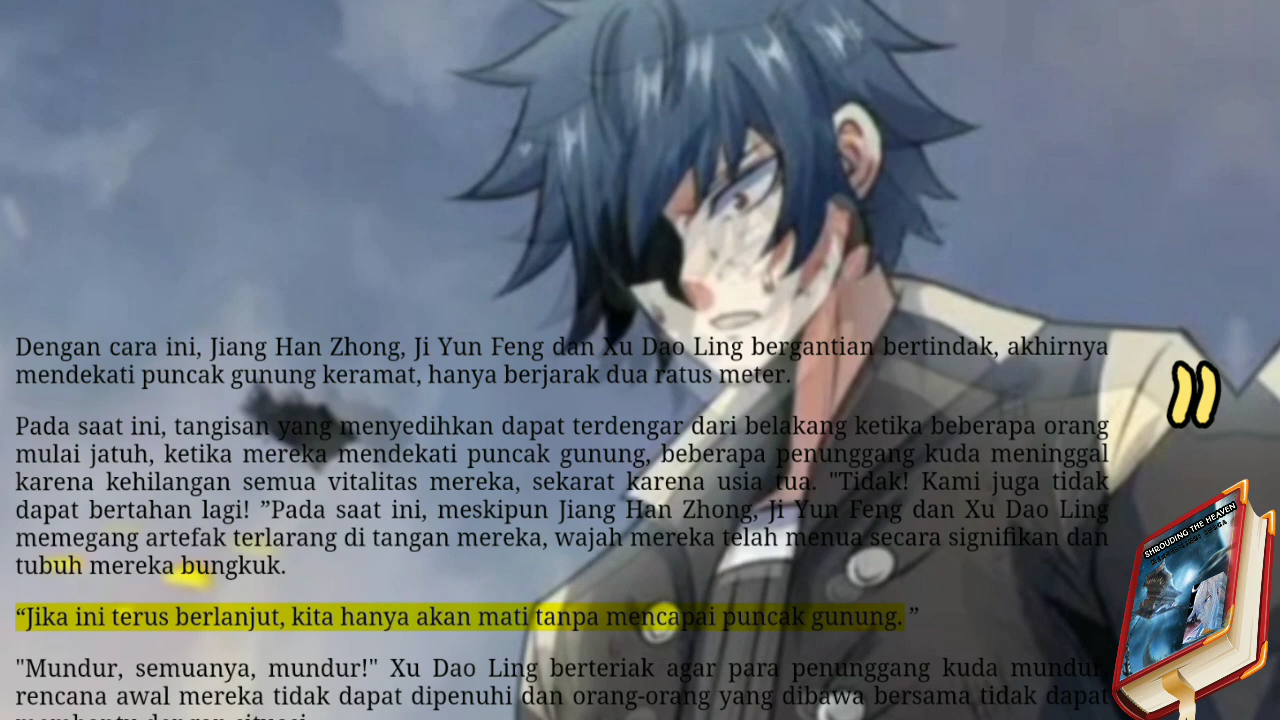 Dengan cara ini, Jiang Han Zhong, Ji Yun Feng dan Xu Dao Ling bergantian bertindak, akhirnya
mendekati puncak gunung keramat, hanya berjarak dua ratus meter.
Pada saat ini, tangisan yang menyedihkan dapat terdengar dari belakang ketika beberapa orang
mulai jatuh, ketika mereka mendekati puncak gunung, beberapa penunggang kuda meninggal
karena kehilangan semua vitalitas mereka, sekarat karena usia tua. "Tidak! Kami juga tidak
dapat bertahan lagi! ”Pada saat ini, meskipun Jiang Han Zhong, Ji Yun Feng dan Xu Dao Ling
memegang artefak terlarang di tangan mereka, wajah mereka telah menua secara signifikan dan
tubuh mereka bungkuk.
“Jika ini terus berlanjut, kita hanya akan mati tanpa mencapai puncak gunung. ”
"Mundur, semuanya, mundur!" Xu Dao Ling berteriak agar para penunggang kuda mundur,
rencana awal mereka tidak dapat dipenuhi dan orang-orang yang dibawa bersama tidak dapat
membantu dengan situasi.
SHROUDING THE HEAVEN